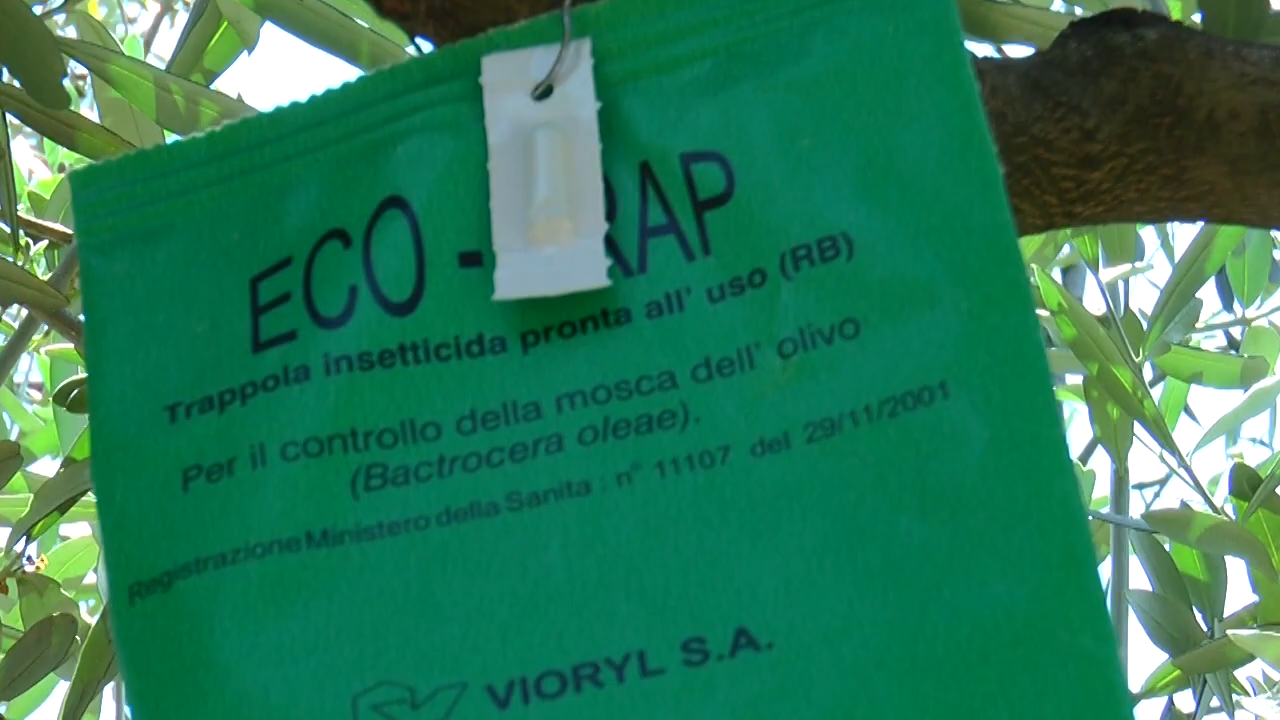 ECO - RAP
Trappola insetticida pronta all' uso (RB)
Per il controllo della mosca dell' olivo
(Bactrocera oleae).
Registrazione Ministero della Sanita : n° 11107 del 29/11/2001
VIORYL S.A.